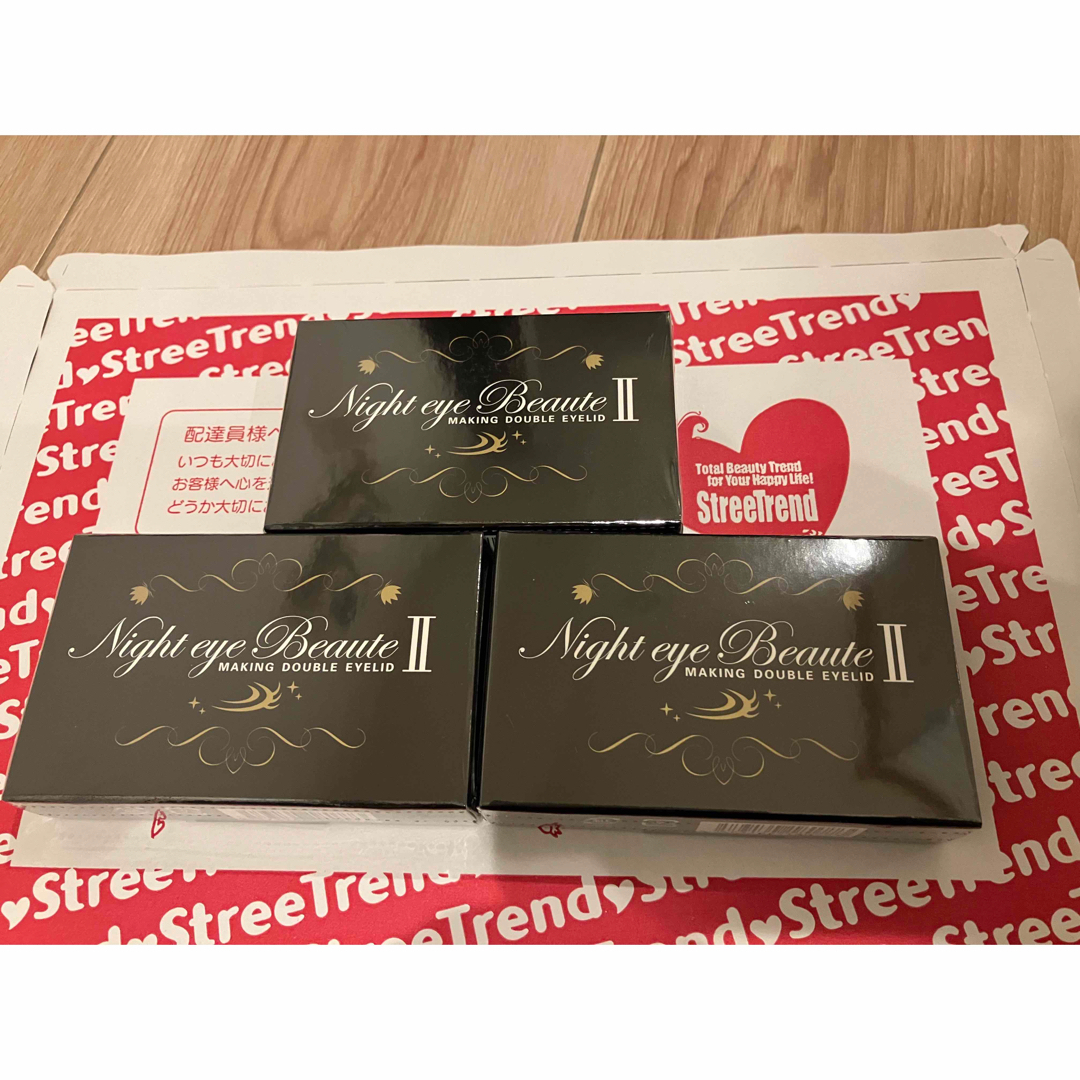 StreeTrend
StreeTrend
StreeTrend
配達員様へ
いつも大切に
お客様へ心を
どうか大切に
Night eye Beaute II
MAKING DOUBLE EYELID
Total Beauty Trend
for Your Happy Life!
StreeTrend
Night eye Beaute II
MAKING DOUBLE EYELID
Night eye Beaute II
MAKING DOUBLE EYELID
StreeTrend
StreeTrend
StreeTrend